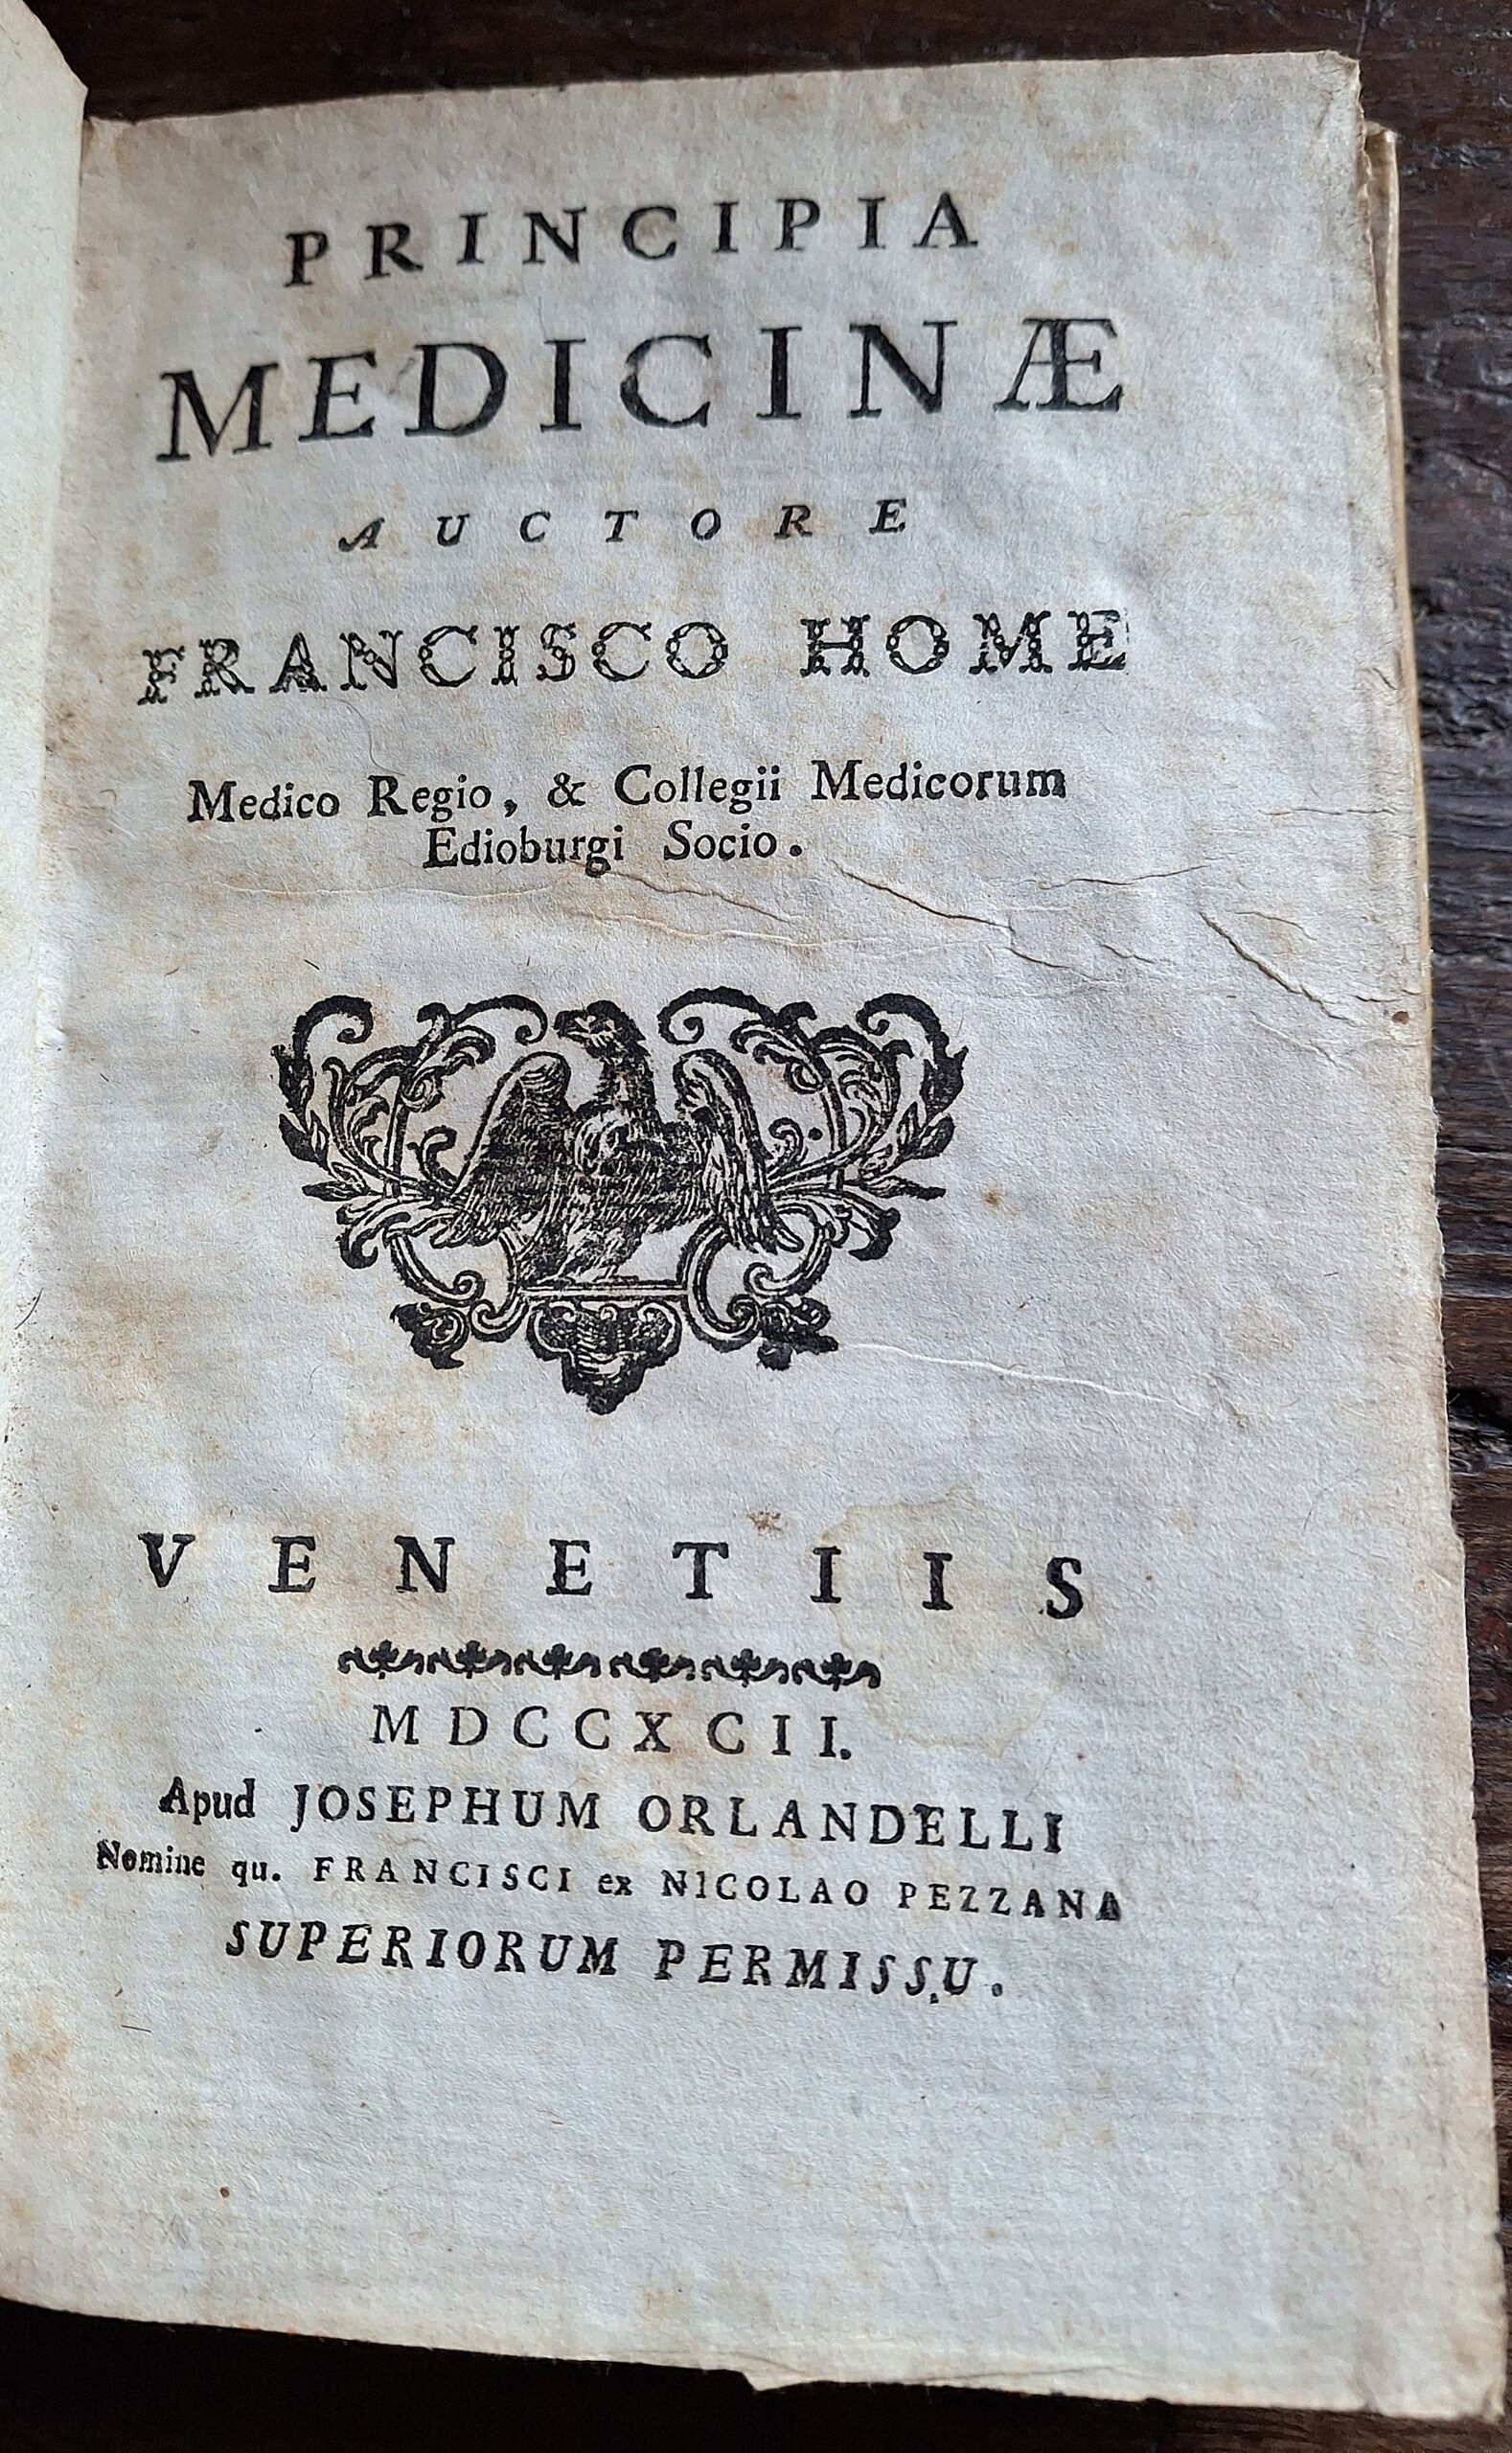 PRINCIPIA
MEDICINÆ
AUCTORE
FRANCISCO HOME
Medico Regio, & Collegii Medicorum
Edioburgi Socio.
VENETIIS
MDCCXCII.
Apud JOSEPHUM ORLANDELLI
Nomine qu. FRANCISCI ex NICOLAO PEZZANA
SUPERIORUM PERMISSU.